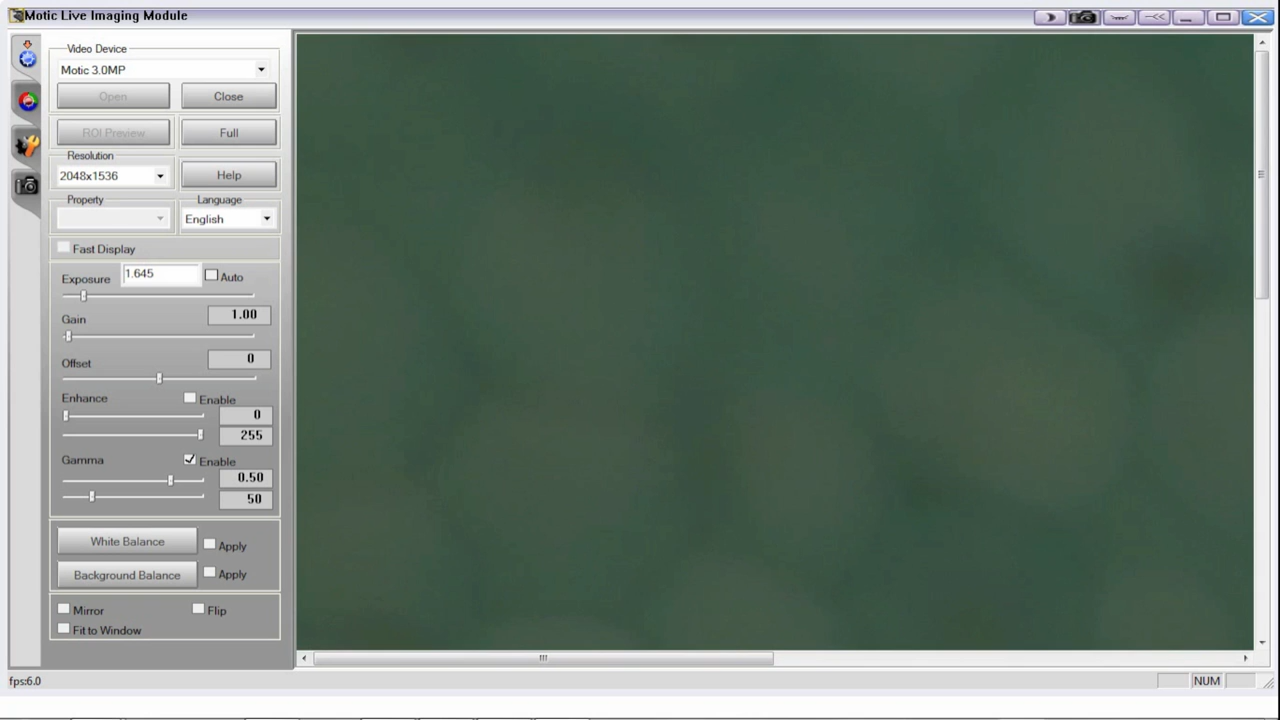 Motic Live Imaging Module
Video Device
Motic 3.0MP
Open
Close
ROI Preview
Full
Resolution
2048x1536
Help
Property
Language
English
Fast Display
Exposure
1.645
Auto
Gain
1.00
Offset
0
Enhance
Enable
0
255
Gamma
Enable
0.50
50
White Balance
Apply
Background Balance
Apply
Mirror
Flip
Fit to Window
fps:6.0
NUM